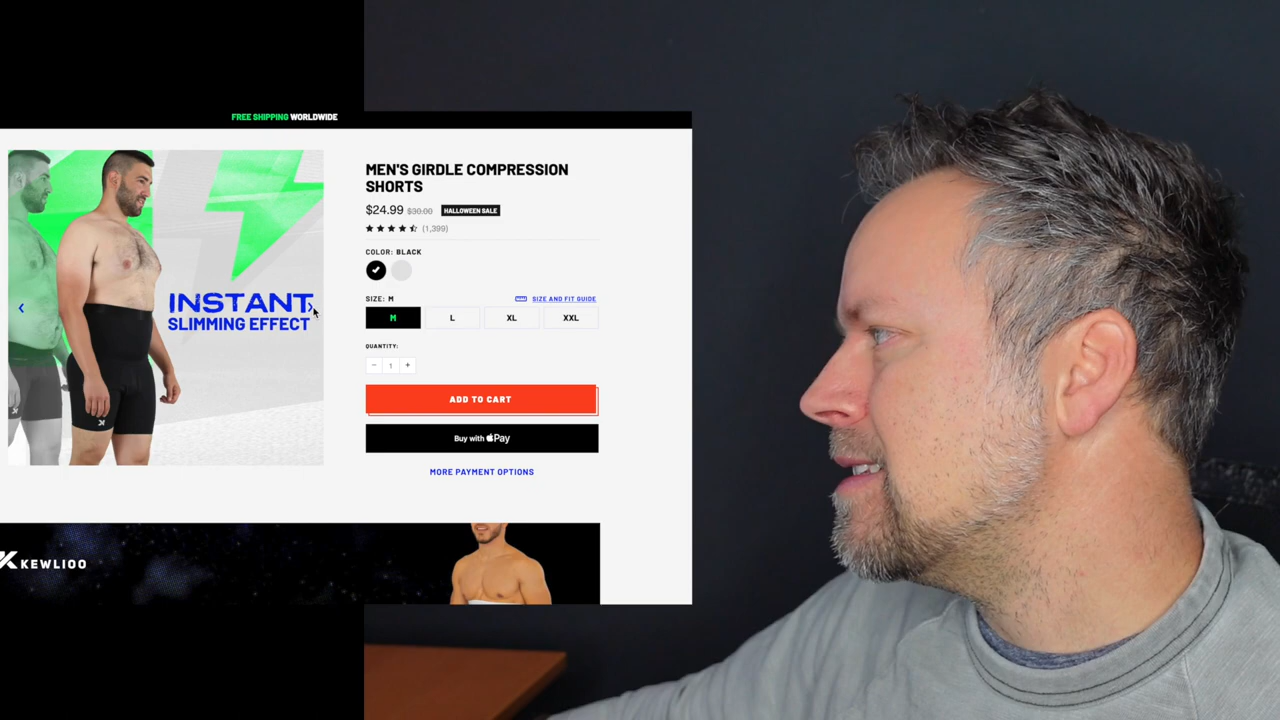 FREE SHIPPING WORLDWIDE
INSTANT
SLIMMING EFFECT
MEN'S GIRDLE COMPRESSION
SHORTS
$24.99 $30.00 HALLOWEEN SALE
(1,399)
COLOR: BLACK
SIZE: M
SIZE AND FIT GUIDE
M L XL XXL
QUANTITY:
− 1 +
ADD TO CART
Buy with Pay
MORE PAYMENT OPTIONS
KEWLIOO